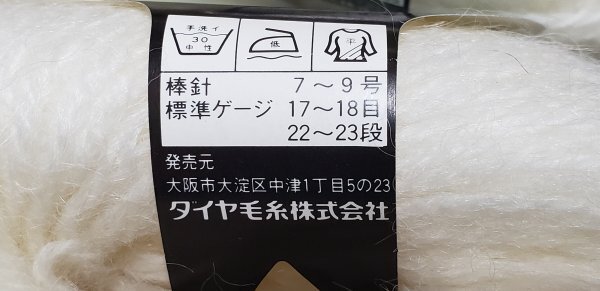 手洗イ
30
中性
低
平
棒針 7～9号
標準ゲージ 17～18目
22～23段
発売元
大阪市大淀区中津1丁目5の23
ダイヤ毛糸株式会社